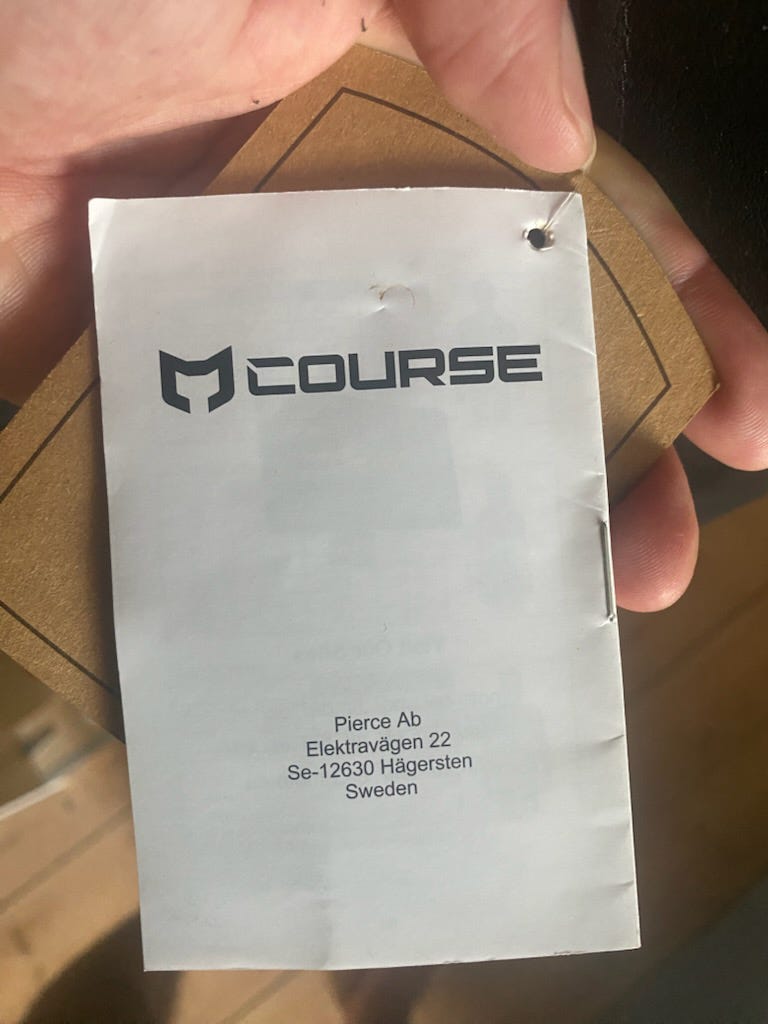 COURSE
Pierce Ab
Elektravägen 22
Se-12630 Hägersten
Sweden